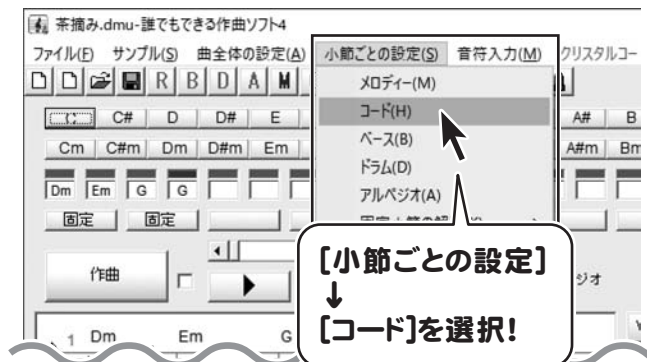 茶摘み.dmu-誰でもできる作曲ソフト4
ファイル(F) サンプル(S) 曲全体の設定(A) 小節ごとの設定(S) 音符入力(M) クリスタルコー
R B D A M
メロディー(M)
C# D D# E コード(H) A# B
Cm C#m Dm D#m Em ベース(B) A#m Bm
ドラム(D)
Dm Em G G アルペジオ(A)
固定 固定
作曲 ジオ
[小節ごとの設定]
↓
[コード]を選択!
1 Dm Em G